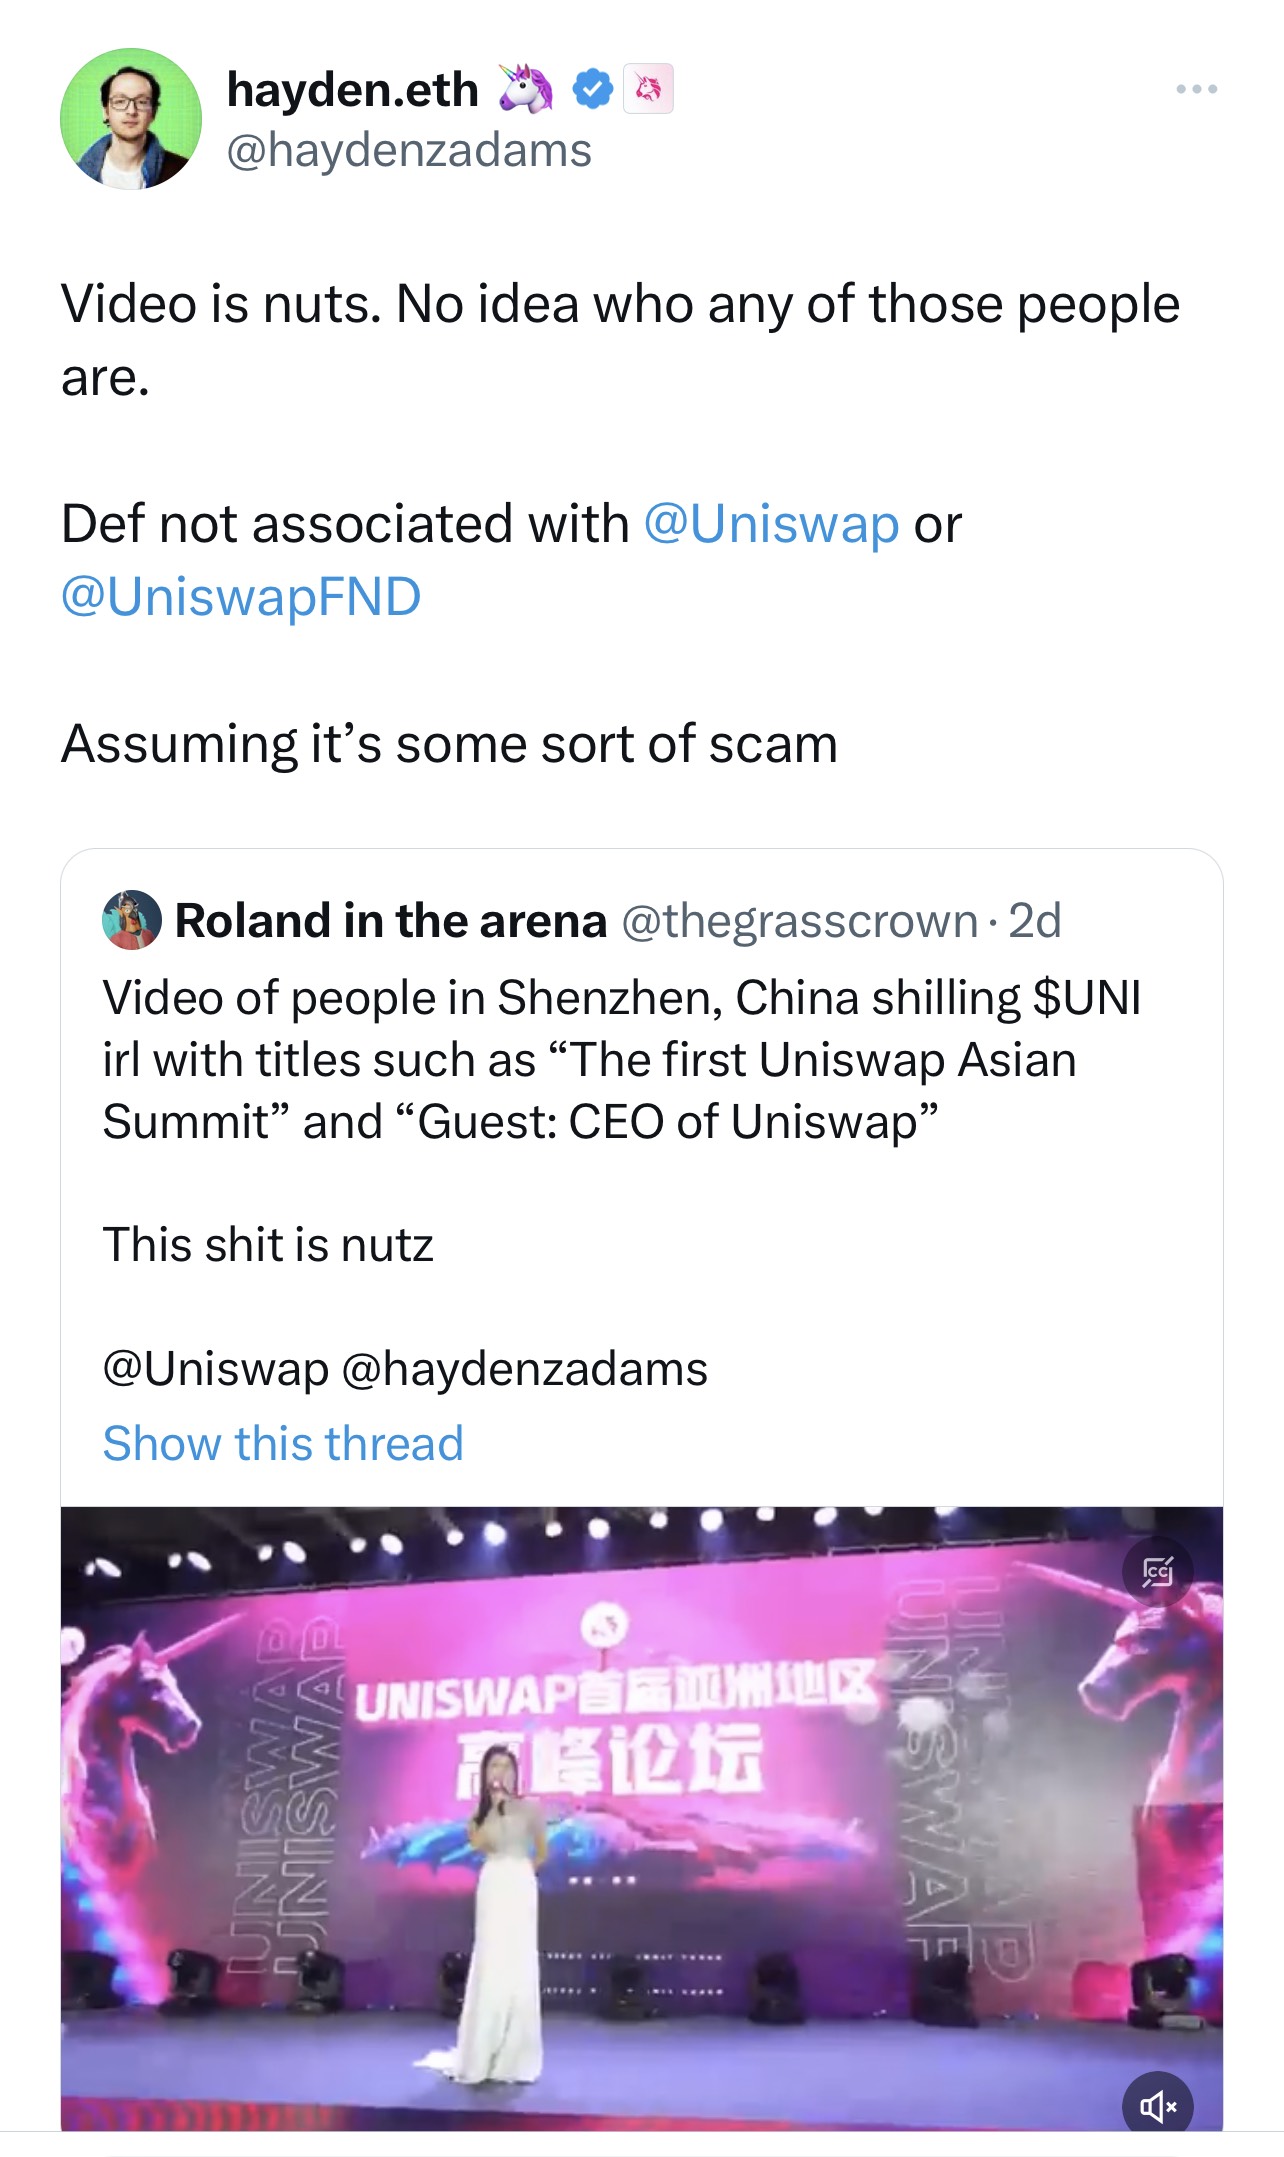 hayden.eth 🦄
@haydenzadams
Video is nuts. No idea who any of those people
are.
Def not associated with @Uniswap or
@UniswapFND
Assuming it’s some sort of scam
Roland in the arena @thegrasscrown · 2d
Video of people in Shenzhen, China shilling $UNI
irl with titles such as “The first Uniswap Asian
Summit” and “Guest: CEO of Uniswap”
This shit is nutz
@Uniswap @haydenzadams
Show this thread
CC
UNISWAP
UNISWAP
UNISWAP首届亚洲地区
高峰论坛
UNISWAP
UNISWAP